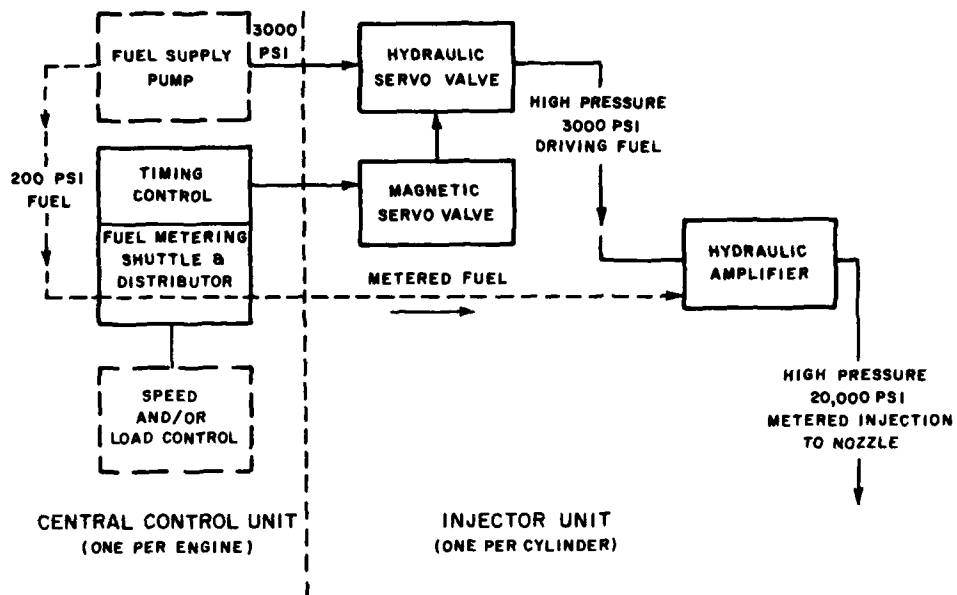 3000
PSI
FUEL SUPPLY
PUMP
HYDRAULIC
SERVO VALVE
HIGH PRESSURE
3000 PSI
DRIVING FUEL
200 PSI
FUEL
TIMING
CONTROL
MAGNETIC
SERVO VALVE
FUEL METERING
SHUTTLE &
DISTRIBUTOR
METERED FUEL
HYDRAULIC
AMPLIFIER
SPEED
AND/OR
LOAD CONTROL
HIGH PRESSURE
20,000 PSI
METERED INJECTION
TO NOZZLE
CENTRAL CONTROL UNIT
(ONE PER ENGINE)
INJECTOR UNIT
(ONE PER CYLINDER)